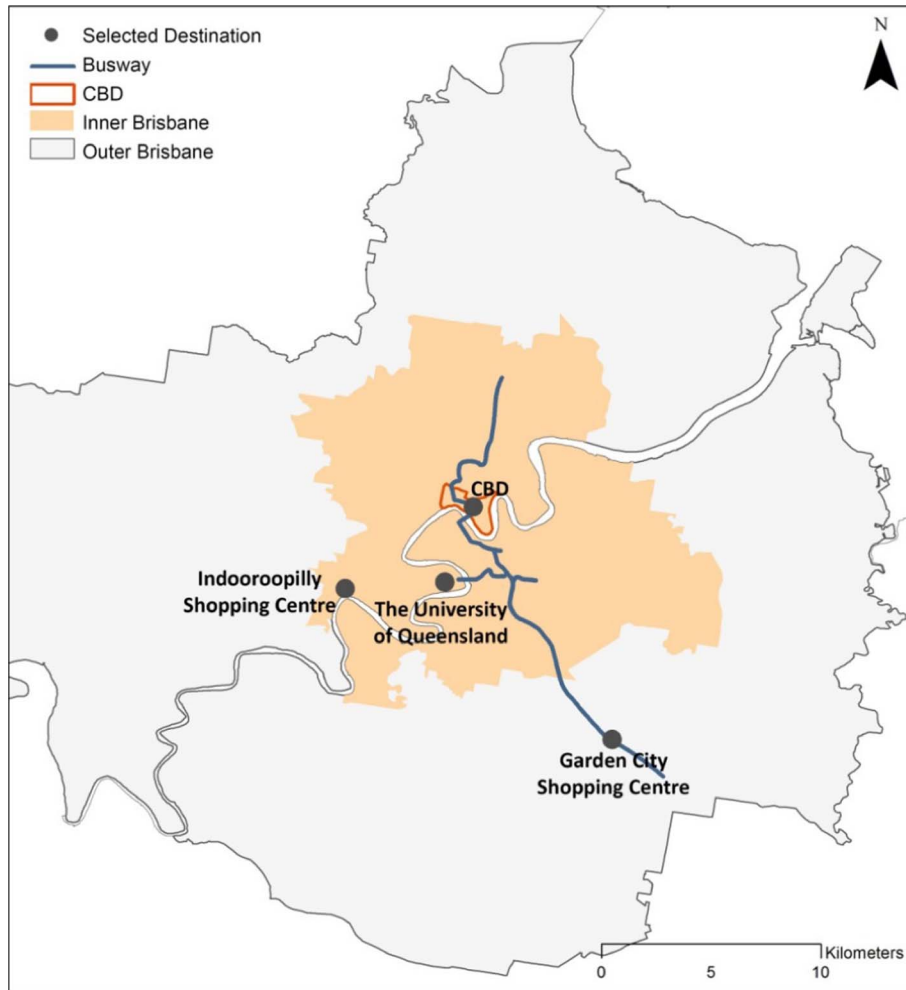 Selected Destination
Busway
CBD
Inner Brisbane
Outer Brisbane
N
CBD
Indooroopilly
Shopping Centre
The University
of Queensland
Garden City
Shopping Centre
Kilometers
0 5 10